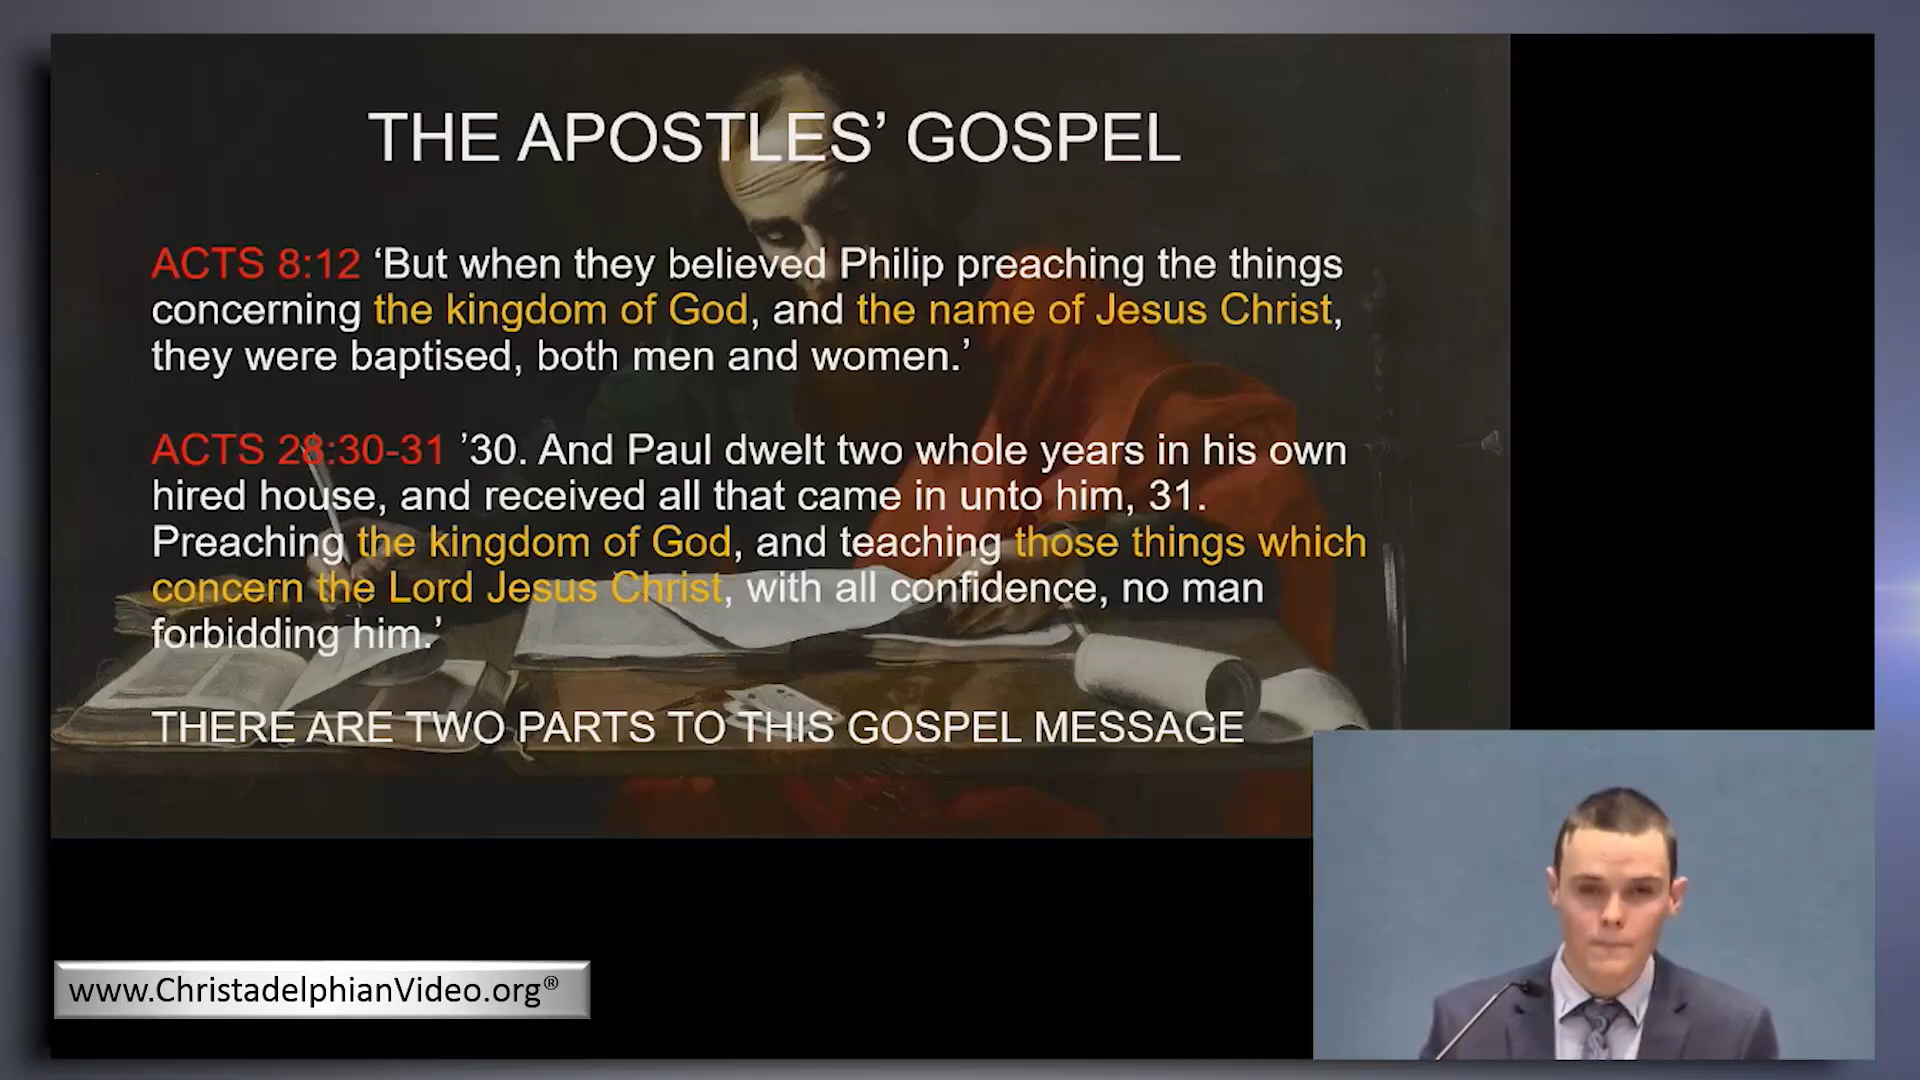 THE APOSTLES’ GOSPEL
ACTS 8:12 ‘But when they believed Philip preaching the things
concerning the kingdom of God, and the name of Jesus Christ,
they were baptised, both men and women.’
ACTS 28:30-31 ’30. And Paul dwelt two whole years in his own
hired house, and received all that came in unto him, 31.
Preaching the kingdom of God, and teaching those things which
concern the Lord Jesus Christ, with all confidence, no man
forbidding him.’
THERE ARE TWO PARTS TO THIS GOSPEL MESSAGE
www.ChristadelphianVideo.org®